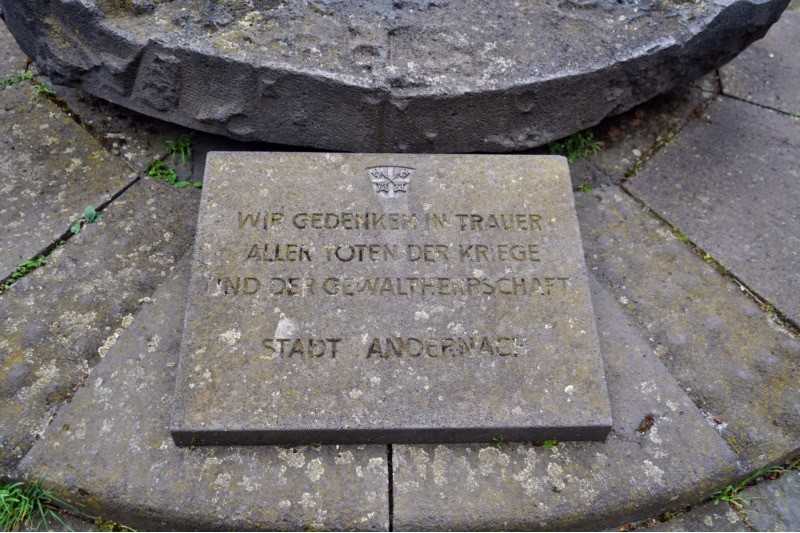 WIR GEDENKEN IN TRAUER
ALLER TOTEN DER KRIEGE
UND DER GEWALTHERRSCHAFT
STADT ANDERNACH